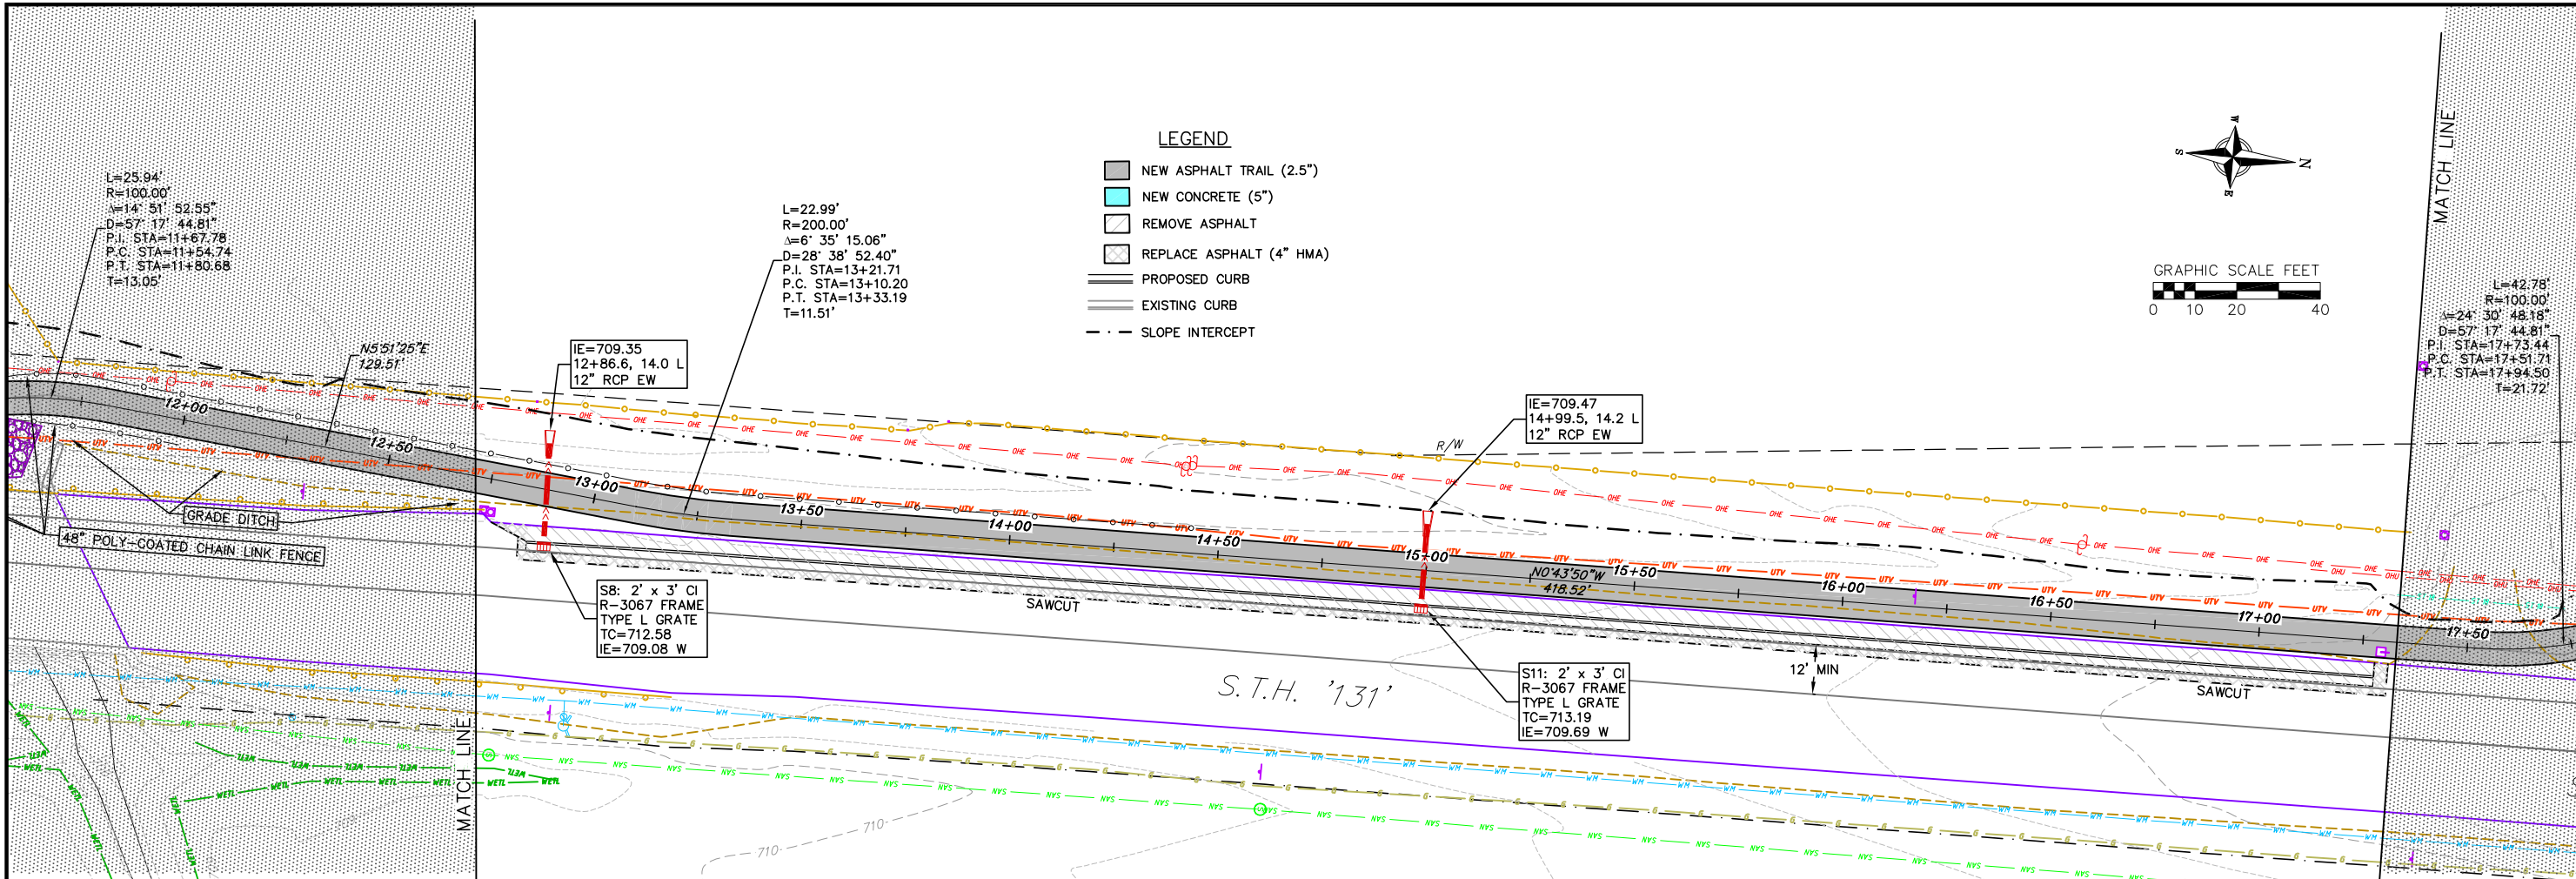 LEGEND
NEW ASPHALT TRAIL (2.5")
NEW CONCRETE (5")
REMOVE ASPHALT
REPLACE ASPHALT (4" HMA)
PROPOSED CURB
EXISTING CURB
SLOPE INTERCEPT
W
S
N
E
GRAPHIC SCALE FEET
0 10 20 40
MATCH LINE
MATCH LINE
L=25.94'
R=100.00'
Δ=14° 51' 52.55"
D=57° 17' 44.81"
P.I. STA=11+67.78
P.C. STA=11+54.74
P.T. STA=11+80.68
T=13.05'
L=22.99'
R=200.00'
Δ=6° 35' 15.06"
D=28° 38' 52.40"
P.I. STA=13+21.71
P.C. STA=13+10.20
P.T. STA=13+33.19
T=11.51'
L=42.78'
R=100.00'
Δ=24° 30' 48.18"
D=57° 17' 44.81"
P.I. STA=17+73.44
P.C. STA=17+51.71
P.T. STA=17+94.50
T=21.72'
N5°51'25"E
129.51'
IE=709.35
12+86.6, 14.0 L
12" RCP EW
IE=709.47
14+99.5, 14.2 L
12" RCP EW
R/W
12+00
12+50
13+00
13+50
14+00
14+50
15+00
15+50
16+00
16+50
17+00
17+50
N0°43'50"W
418.52'
GRADE DITCH
48" POLY-COATED CHAIN LINK FENCE
S8: 2' x 3' CI
R-3067 FRAME
TYPE L GRATE
TC=712.58
IE=709.08 W
SAWCUT
S.T.H. '131'
S11: 2' x 3' CI
R-3067 FRAME
TYPE L GRATE
TC=713.19
IE=709.69 W
12' MIN
SAWCUT
710
710
OHE
OHU
UTV
WM
SAN
G
WETL